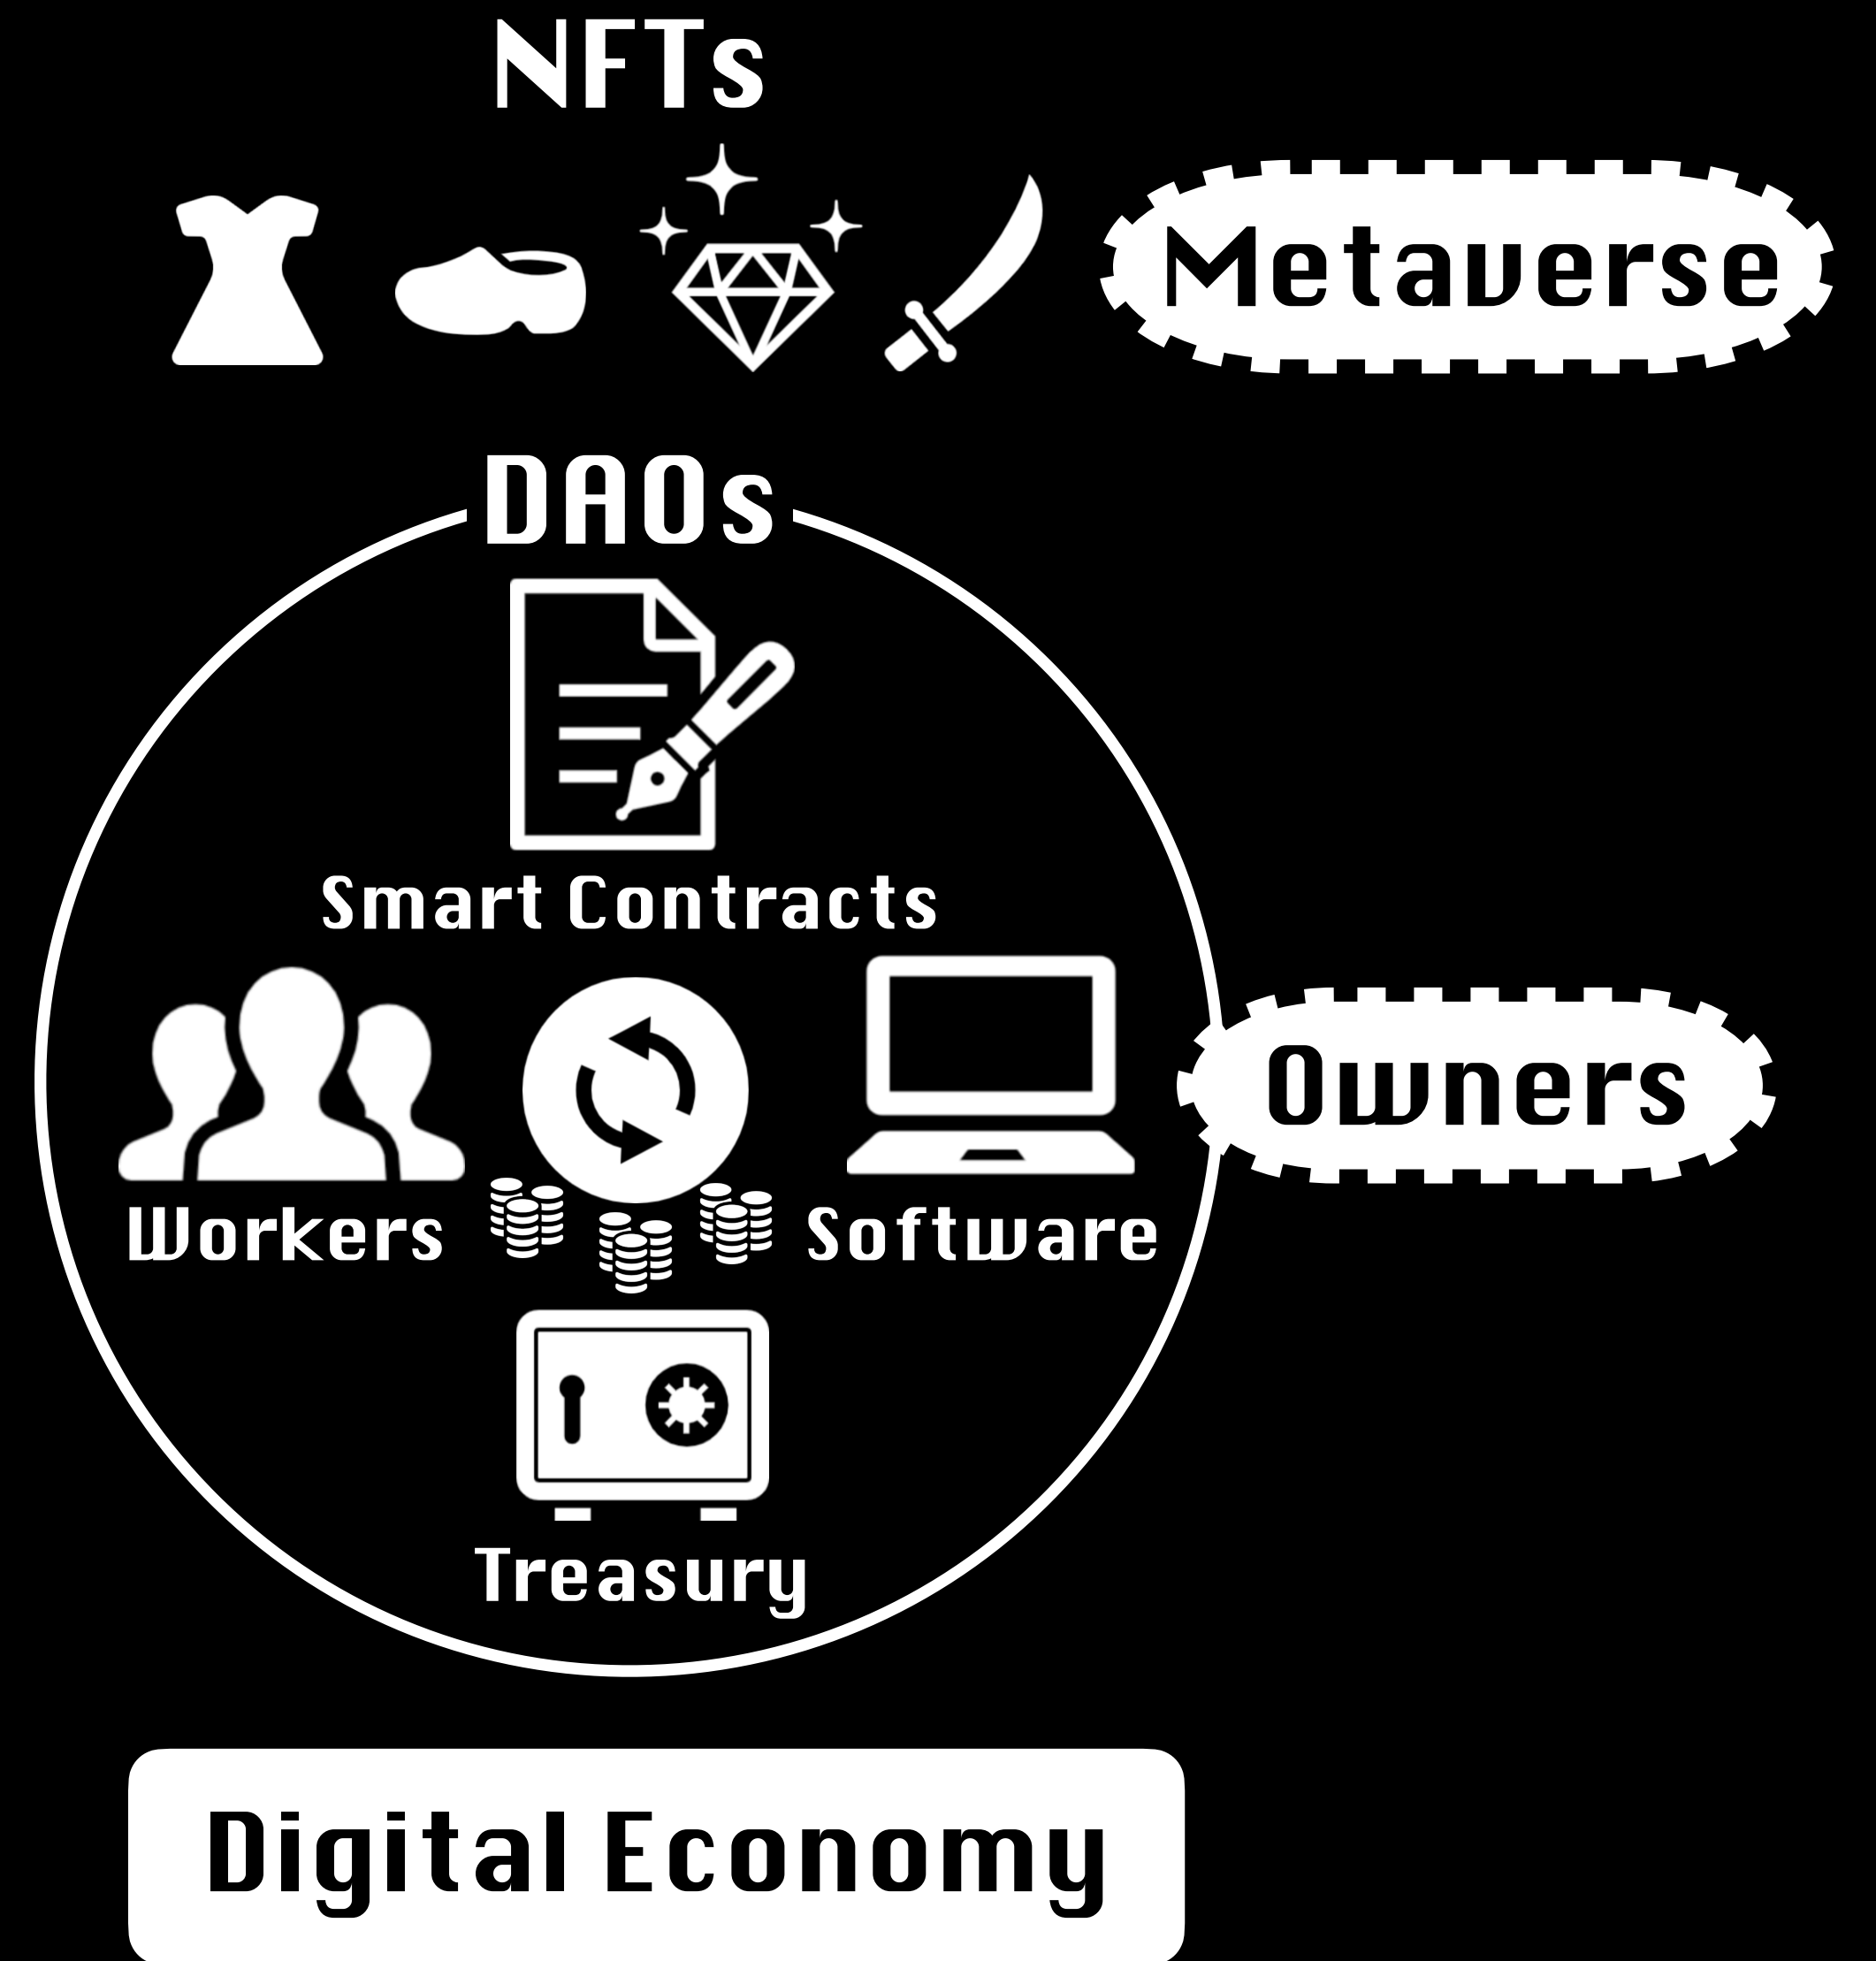 NFTs
Metaverse
DAOs
Smart Contracts
Owners
Workers
Software
Treasury
Digital Economy